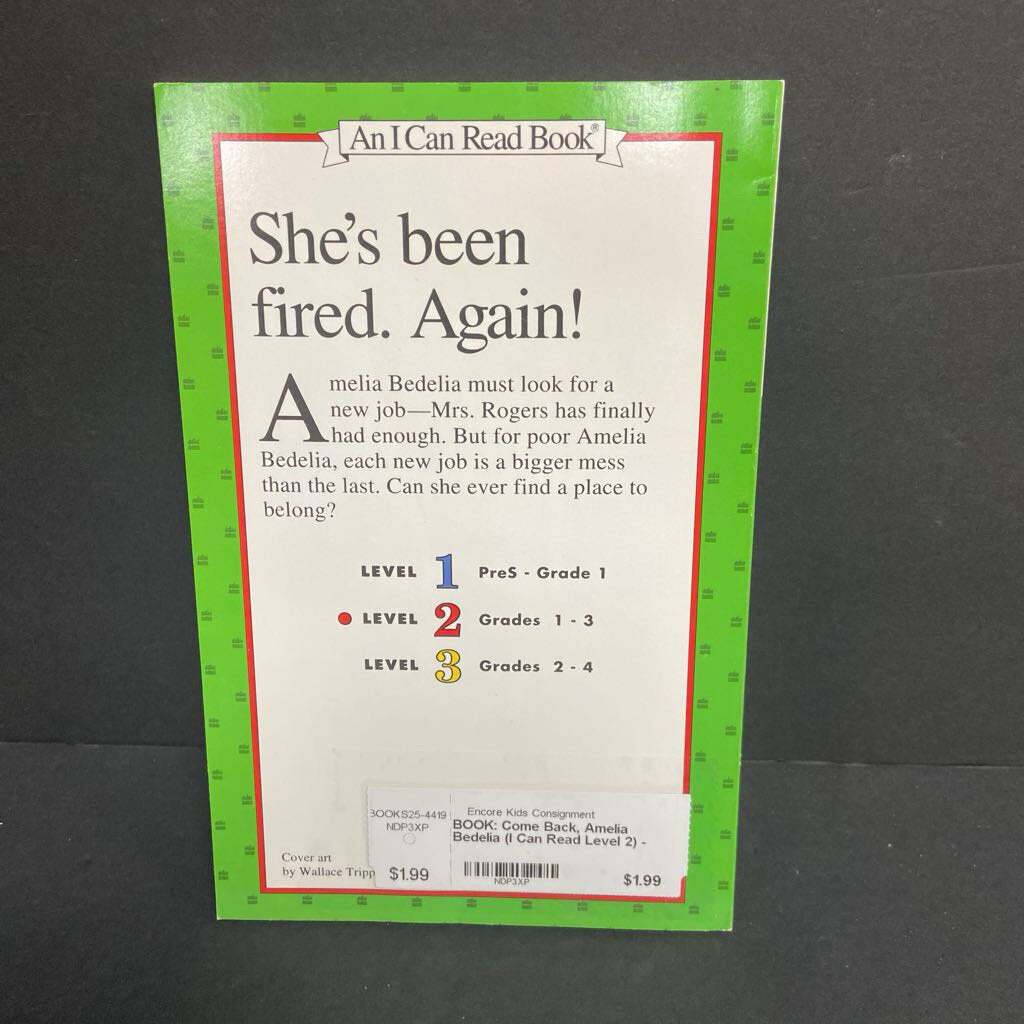 An I Can Read Book®
She's been
fired. Again!
Amelia Bedelia must look for a
new job—Mrs. Rogers has finally
had enough. But for poor Amelia
Bedelia, each new job is a bigger mess
than the last. Can she ever find a place to
belong?
LEVEL 1 PreS - Grade 1
LEVEL 2 Grades 1 - 3
LEVEL 3 Grades 2 - 4
Cover art
by Wallace Tripp
BOOKS25-4419
NDP3XP
$1.99
Encore Kids Consignment
BOOK: Come Back, Amelia
Bedelia (I Can Read Level 2) -
NDP3XP
$1.99